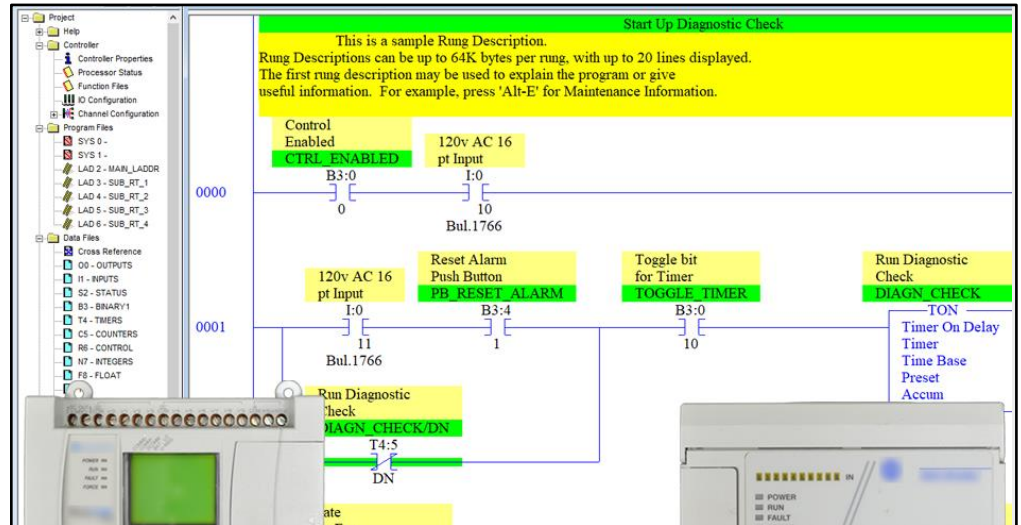 Project
Help
Controller
Controller Properties
Processor Status
Function Files
IO Configuration
Channel Configuration
Program Files
SYS 0 -
SYS 1 -
LAD 2 - MAIN_LADDR
LAD 3 - SUB_RT_1
LAD 4 - SUB_RT_2
LAD 5 - SUB_RT_3
LAD 6 - SUB_RT_4
Data Files
Cross Reference
O0 - OUTPUTS
I1 - INPUTS
S2 - STATUS
B3 - BINARY1
T4 - TIMERS
C5 - COUNTERS
R6 - CONTROL
N7 - INTEGERS
F8 - FLOAT
Start Up Diagnostic Check
This is a sample Rung Description.
Rung Descriptions can be up to 64K bytes per rung, with up to 20 lines displayed.
The first rung description may be used to explain the program or give
useful information. For example, press 'Alt-E' for Maintenance Information.
Control
Enabled
CTRL_ENABLED
B3:0
0
120v AC 16
pt Input
I:0
10
Bul.1766
0000
0001
120v AC 16
pt Input
I:0
11
Bul.1766
Reset Alarm
Push Button
PB_RESET_ALARM
B3:4
1
Toggle bit
for Timer
TOGGLE_TIMER
B3:0
10
Run Diagnostic
Check
DIAGN_CHECK
TON
Timer On Delay
Timer
Time Base
Preset
Accum
Run Diagnostic
Check
DIAGN_CHECK/DN
T4:5
DN
POWER
RUN
FAULT
FORCE
IN
POWER
RUN
FAULT